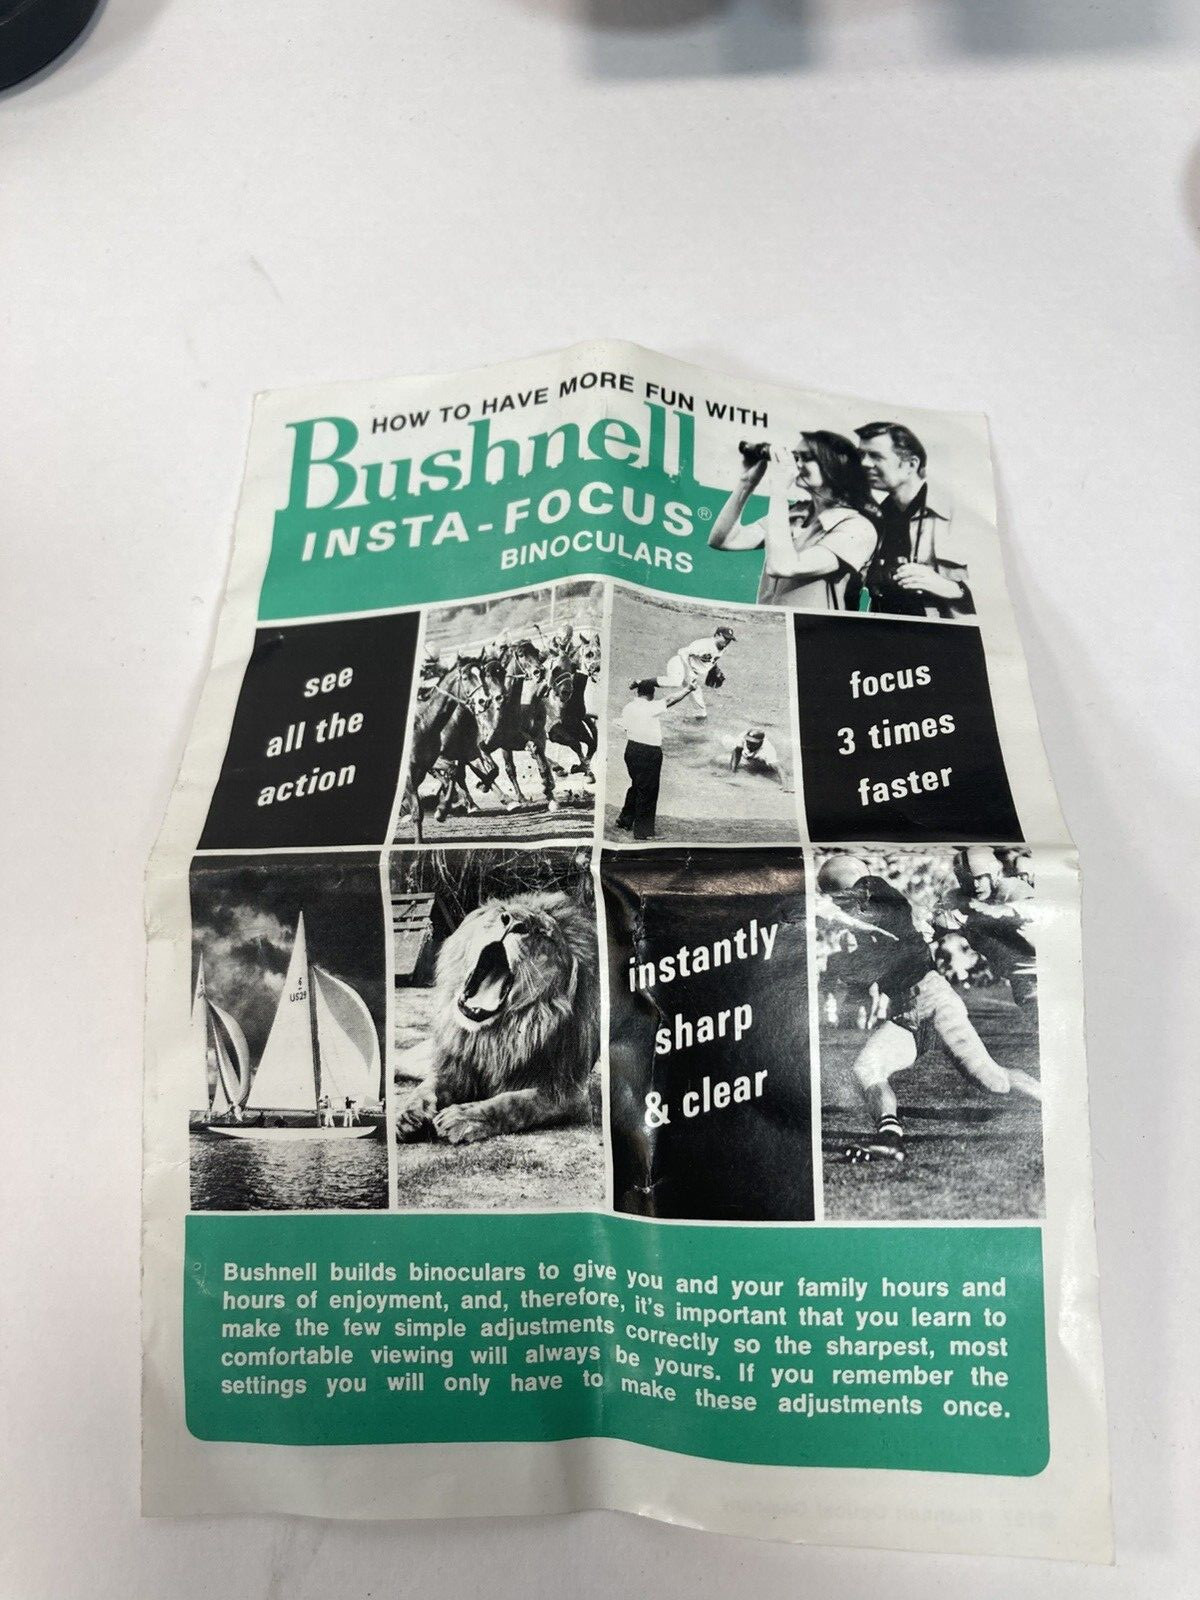 HOW TO HAVE MORE FUN WITH
Bushnell
INSTA-FOCUS®
BINOCULARS
see
all the
action
focus
3 times
faster
6
US29
instantly
sharp
& clear
Bushnell builds binoculars to give you and your family hours and
hours of enjoyment, and, therefore, it's important that you learn to
make the few simple adjustments correctly so the sharpest, most
comfortable viewing will always be yours. If you remember the
settings you will only have to make these adjustments once.